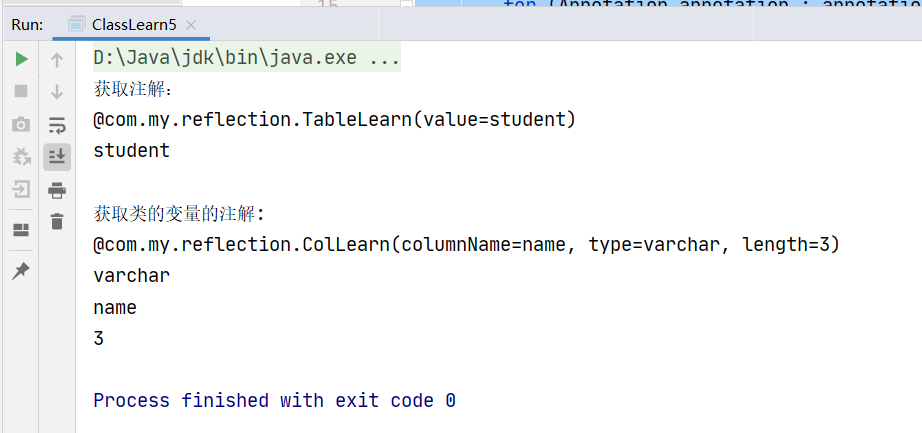 15
for (Annotation annotation : annotatio
Run:
ClassLearn5
D:\Java\jdk\bin\java.exe ...
获取注解：
@com.my.reflection.TableLearn(value=student)
student
获取类的变量的注解:
@com.my.reflection.ColLearn(columnName=name, type=varchar, length=3)
varchar
name
3
Process finished with exit code 0